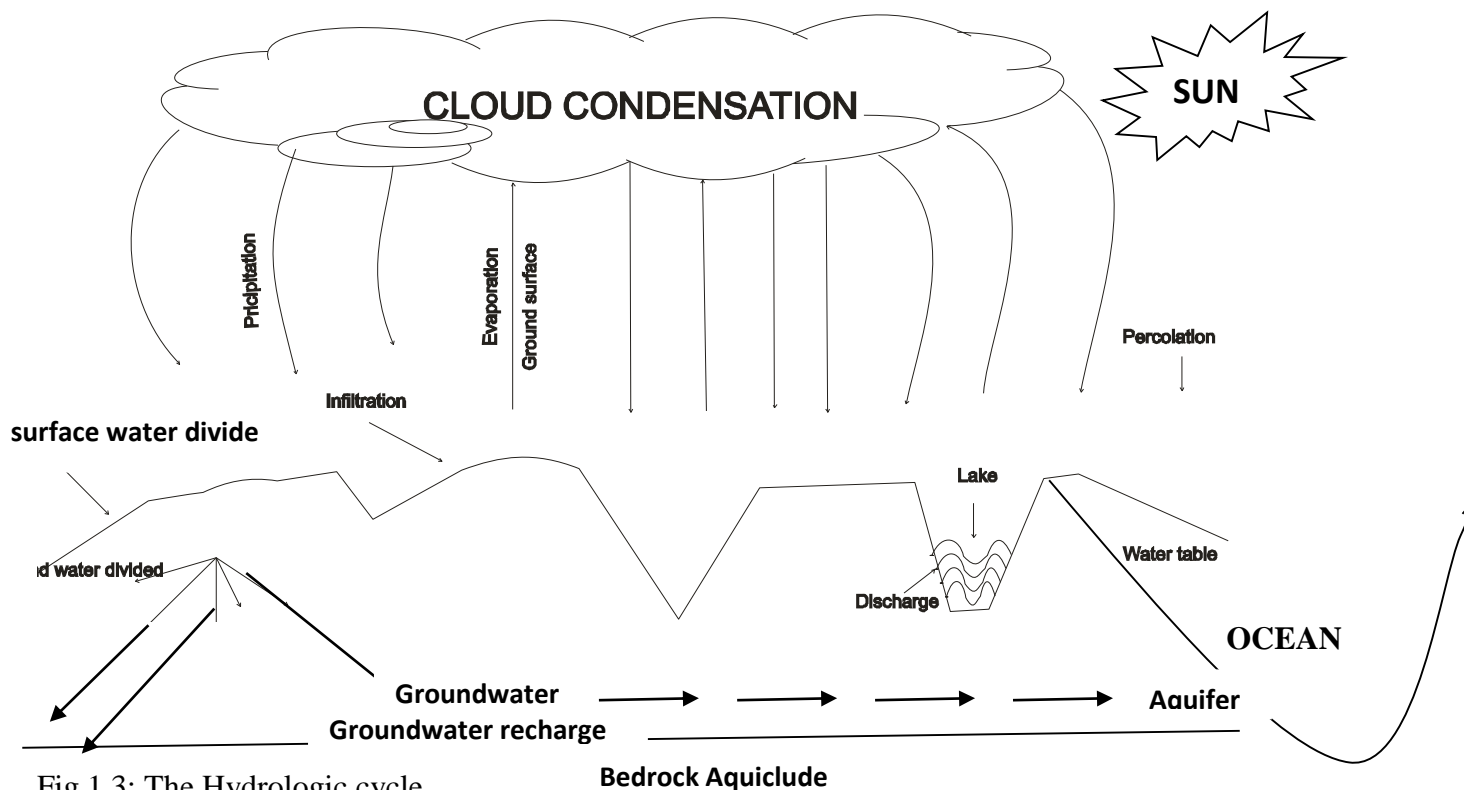 CLOUD CONDENSATION
SUN
Pricipitation
Evaporation
Ground surface
Percolation
Infiltration
surface water divide
Lake
Water table
d water divided
Discharge
OCEAN
Groundwater
Aquifer
Groundwater recharge
Bedrock Aquiclude
Fig 1.3: The Hydrologic cycle